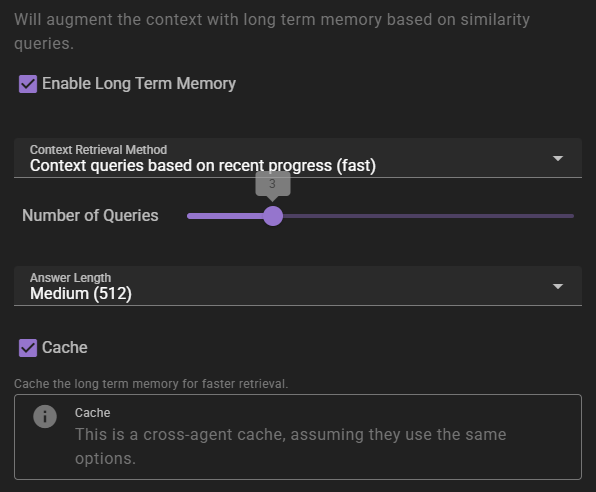 Will augment the context with long term memory based on similarity
queries.
Enable Long Term Memory
Context Retrieval Method
Context queries based on recent progress (fast)
3
Number of Queries
Answer Length
Medium (512)
Cache
Cache the long term memory for faster retrieval.
Cache
This is a cross-agent cache, assuming they use the same
options.